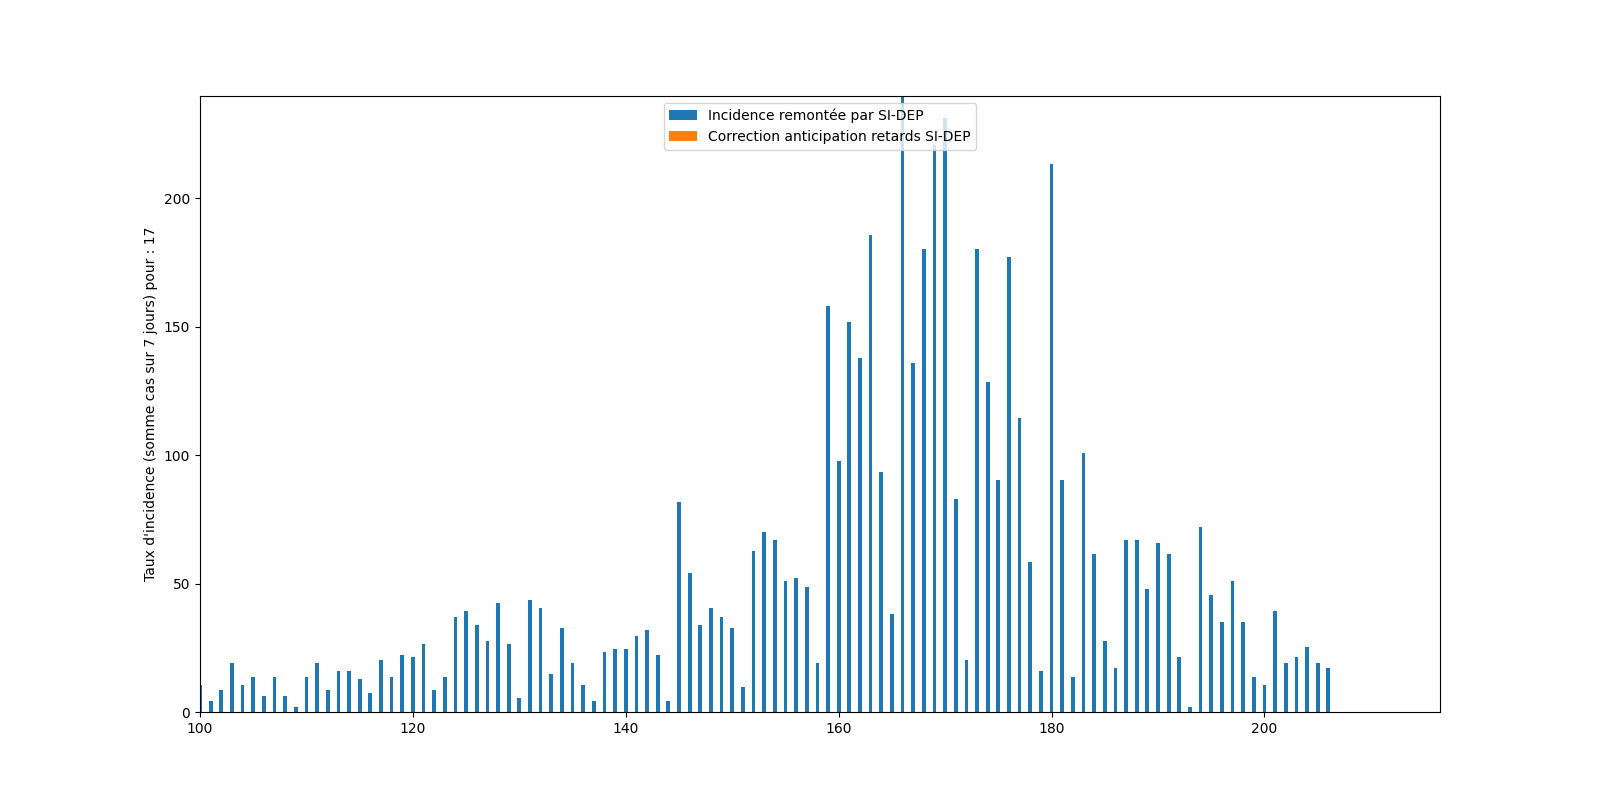 Incidence remontée par SI-DEP
Correction anticipation retards SI-DEP
Taux d'incidence (somme cas sur 7 jours) pour : 17
200
150
100
50
0
100 120 140 160 180 200